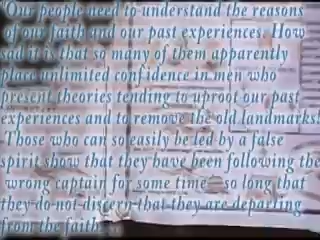 'Our people need to understand the reasons
of our faith and our past experiences. How
sad it is that so many of them apparently
place unlimited confidence in men who
present theories tending to uproot our past
experiences and to remove the old landmarks!
Those who can so easily be led by a false
spirit show that they have been following the
wrong captain for some time—so long that
they do not discern that they are departing
from the faith